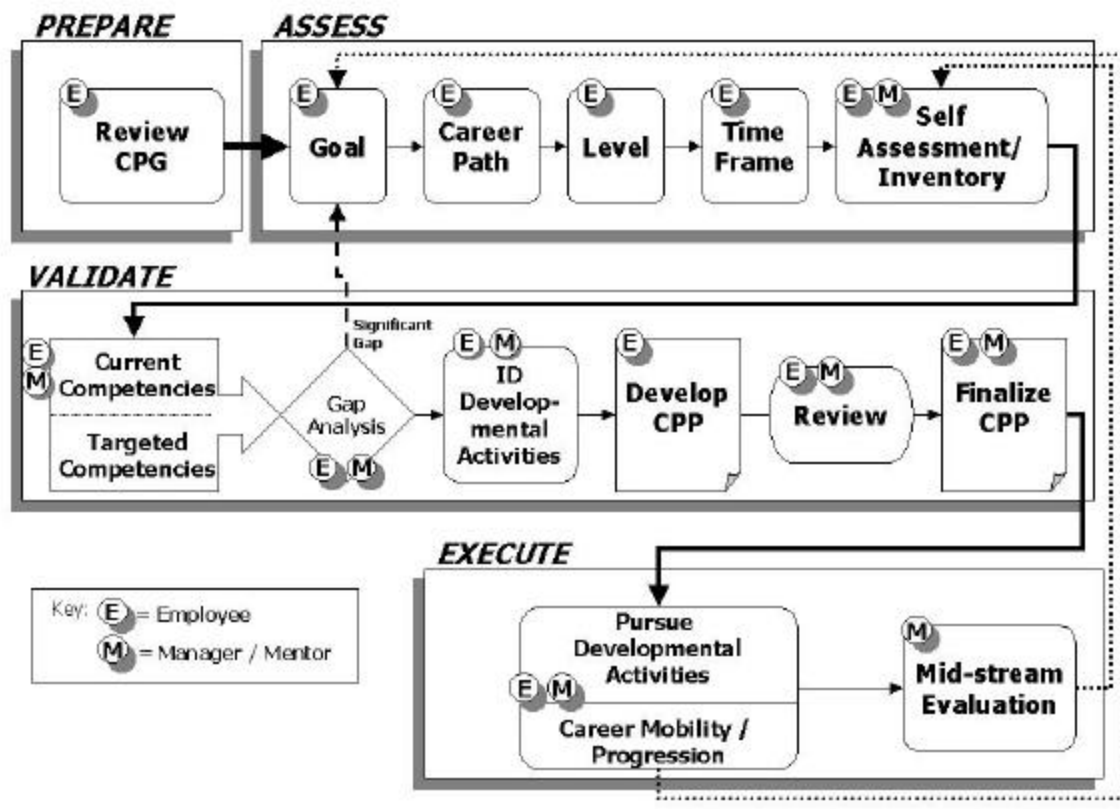 PREPARE
ASSESS
E
Review
CPG
E
Goal
E
Career
Path
E
Level
E
Time
Frame
E M
Self
Assessment/
Inventory
VALIDATE
E
M
Current
Competencies
Targeted
Competencies
Significant
Gap
Gap
Analysis
E M
E M
ID
Develop-
mental
Activities
E
Develop
CPP
E M
Review
E M
Finalize
CPP
EXECUTE
Pursue
Developmental
Activities
E M
Career Mobility /
Progression
M
Mid-stream
Evaluation
Key: E = Employee
M = Manager / Mentor